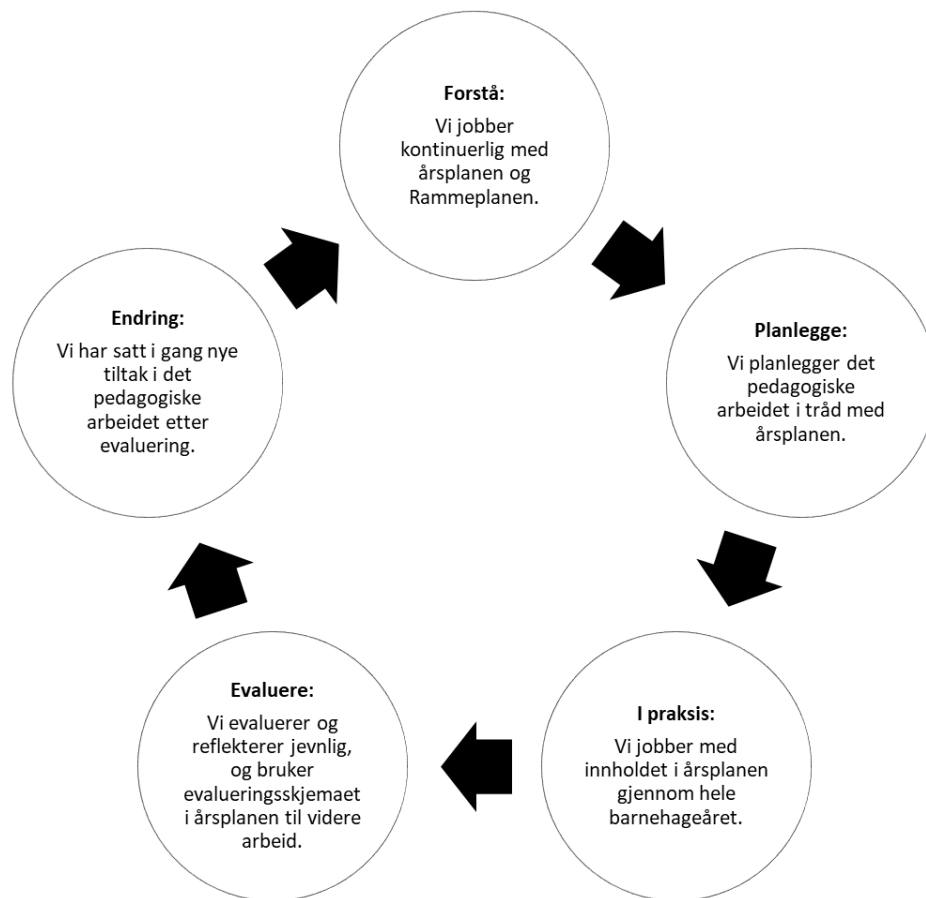 Forstå:
Vi jobber
kontinuerlig med
årsplanen og
Rammeplanen.
Planlegge:
Vi planlegger det
pedagogiske
arbeidet i tråd med
årsplanen.
I praksis:
Vi jobber med
innholdet i årsplanen
gjennom hele
barnehageåret.
Evaluere:
Vi evaluerer og
reflekterer jevnlig,
og bruker
evalueringsskjemaet
i årsplanen til videre
arbeid.
Endring:
Vi har satt i gang nye
tiltak i det
pedagogiske
arbeidet etter
evaluering.